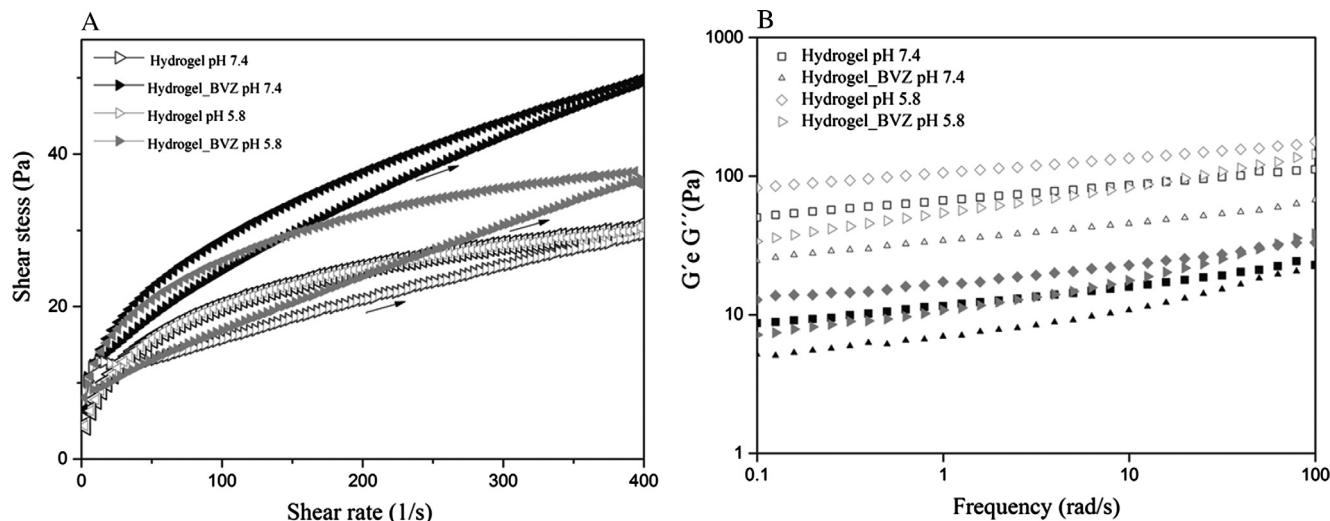 A
Hydrogel pH 7.4
Hydrogel_BVZ pH 7.4
Hydrogel pH 5.8
Hydrogel_BVZ pH 5.8
Shear stess (Pa)
40
20
0
0
100
200
300
400
Shear rate (1/s)
B
Hydrogel pH 7.4
Hydrogel_BVZ pH 7.4
Hydrogel pH 5.8
Hydrogel_BVZ pH 5.8
G´e G´´ (Pa)
1000
100
10
1
0.1
1
10
100
Frequency (rad/s)